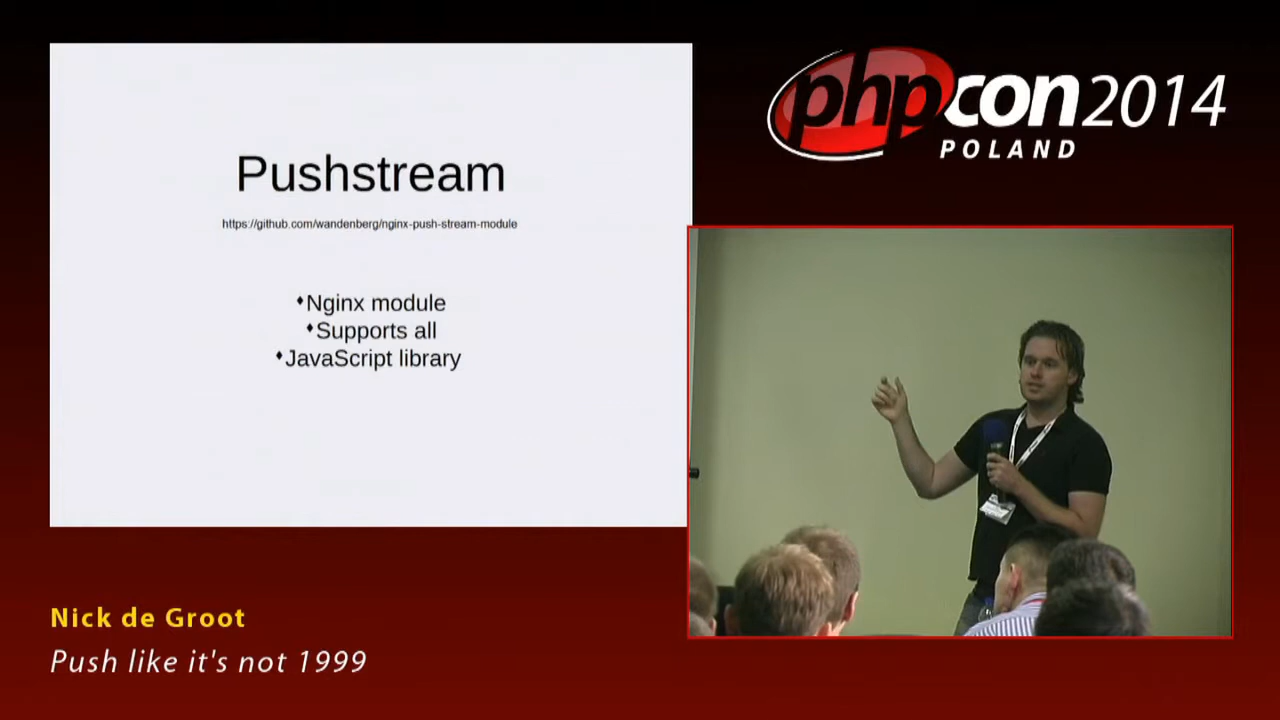 Pushstream
https://github.com/wandenberg/nginx-push-stream-module
Nginx module
Supports all
JavaScript library
phpcon2014
POLAND
Nick de Groot
Push like it's not 1999